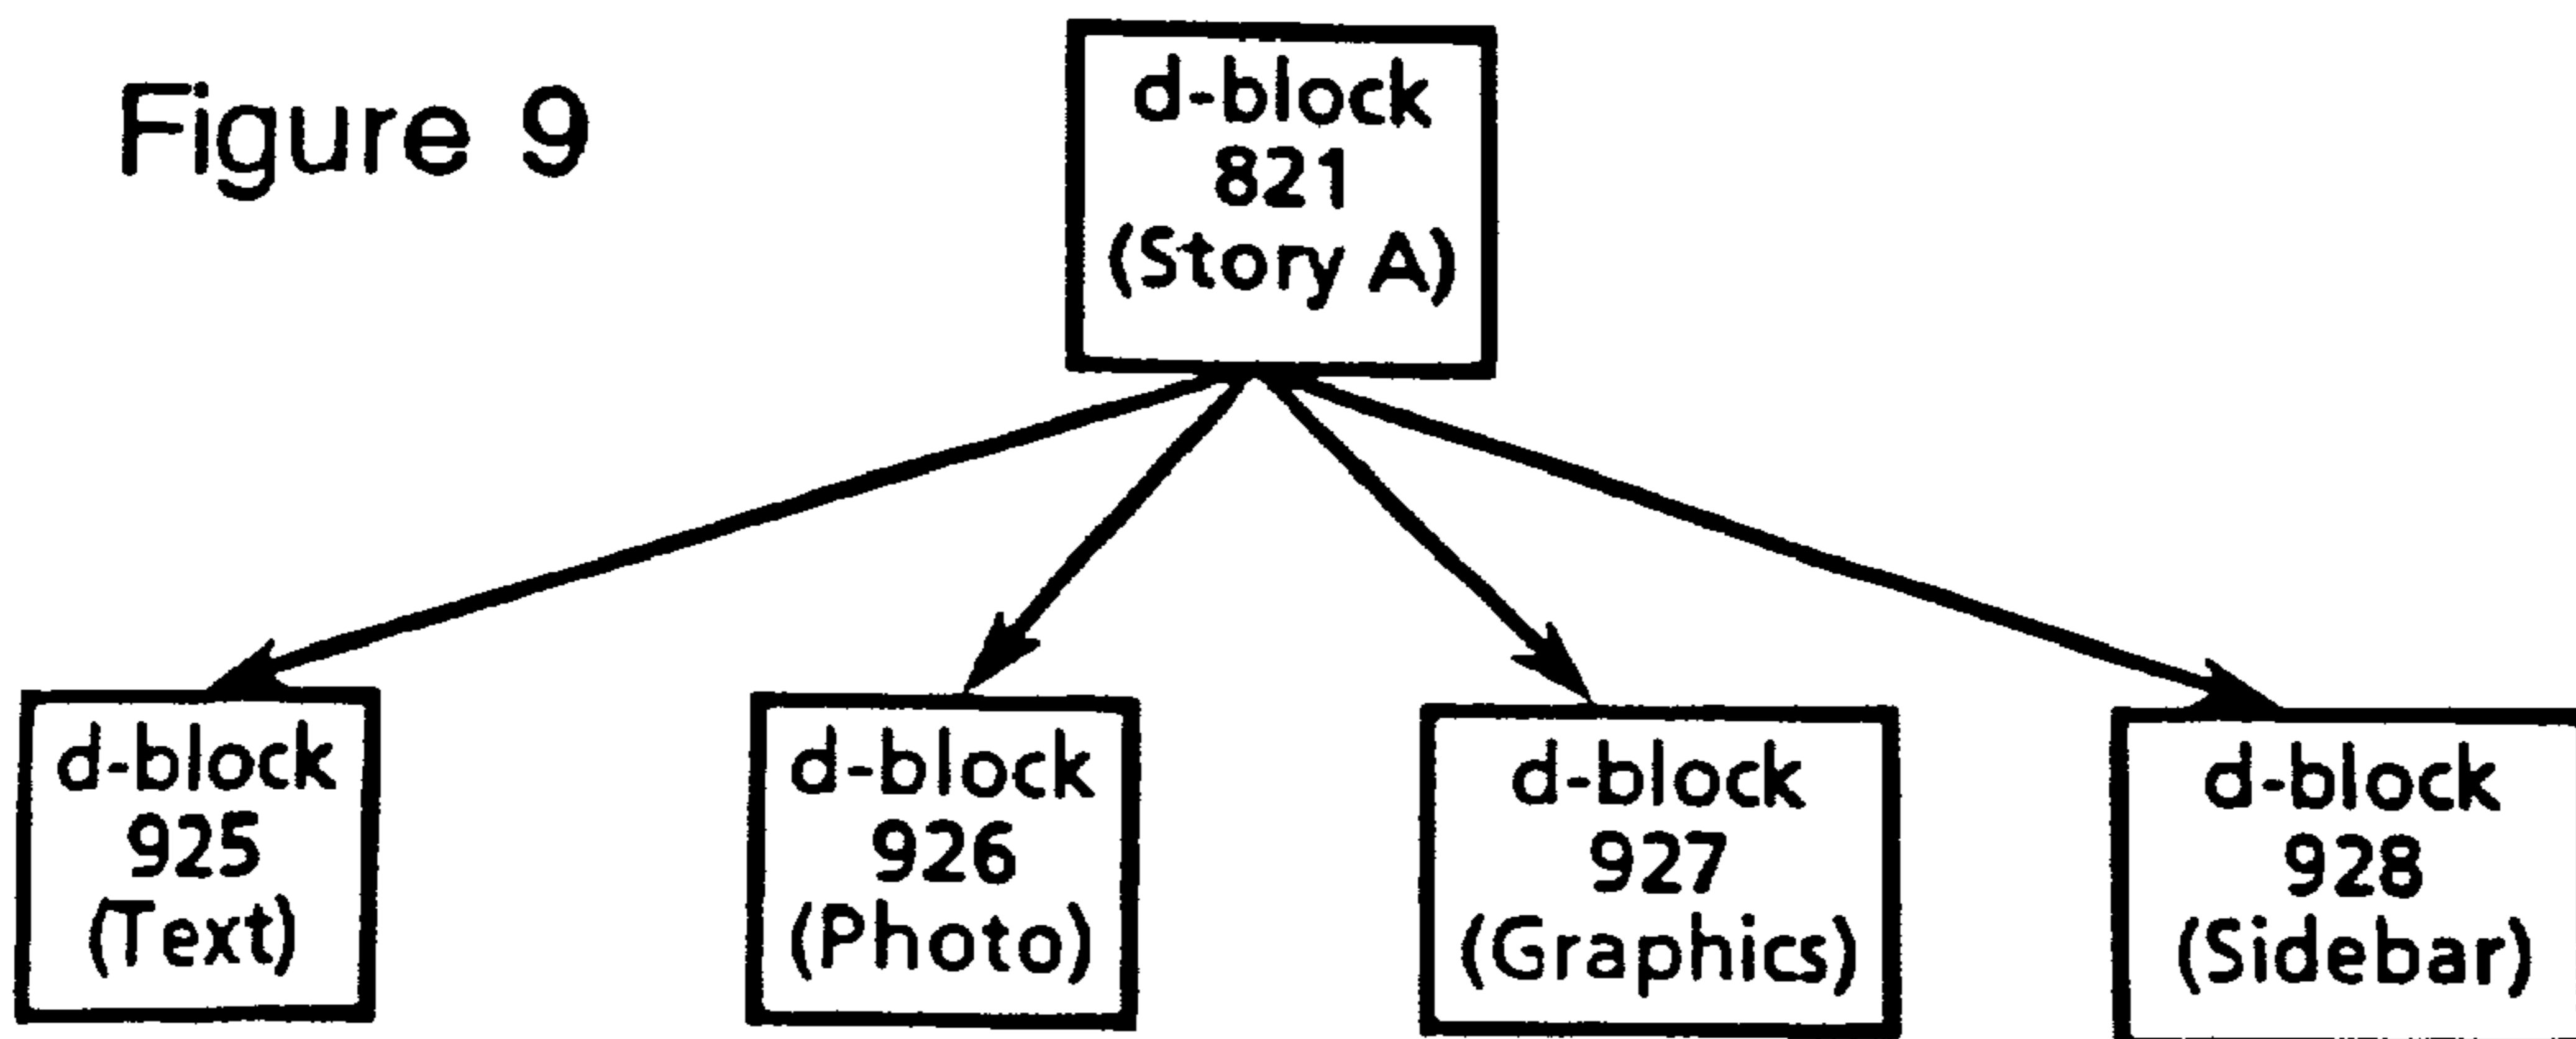 Figure 9
d-block
821
(Story A)
d-block
925
(Text)
d-block
926
(Photo)
d-block
927
(Graphics)
d-block
928
(Sidebar)